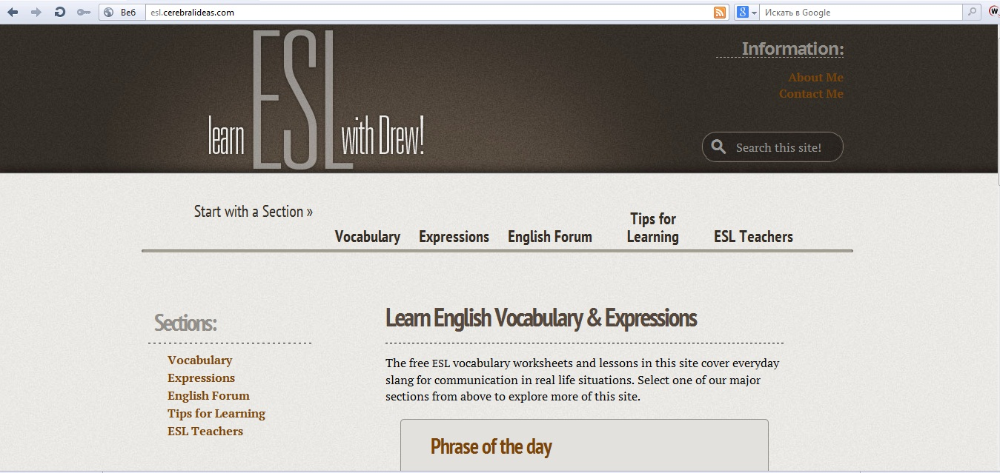 Веб
esl.cerebralideas.com
Искать в Google
learn ESL with Drew!
Information:
About Me
Contact Me
Search this site!
Start with a Section »
Vocabulary
Expressions
English Forum
Tips for
Learning
ESL Teachers
Sections:
Vocabulary
Expressions
English Forum
Tips for Learning
ESL Teachers
Learn English Vocabulary & Expressions
The free ESL vocabulary worksheets and lessons in this site cover everyday
slang for communication in real life situations. Select one of our major
sections from above to explore more of this site.
Phrase of the day